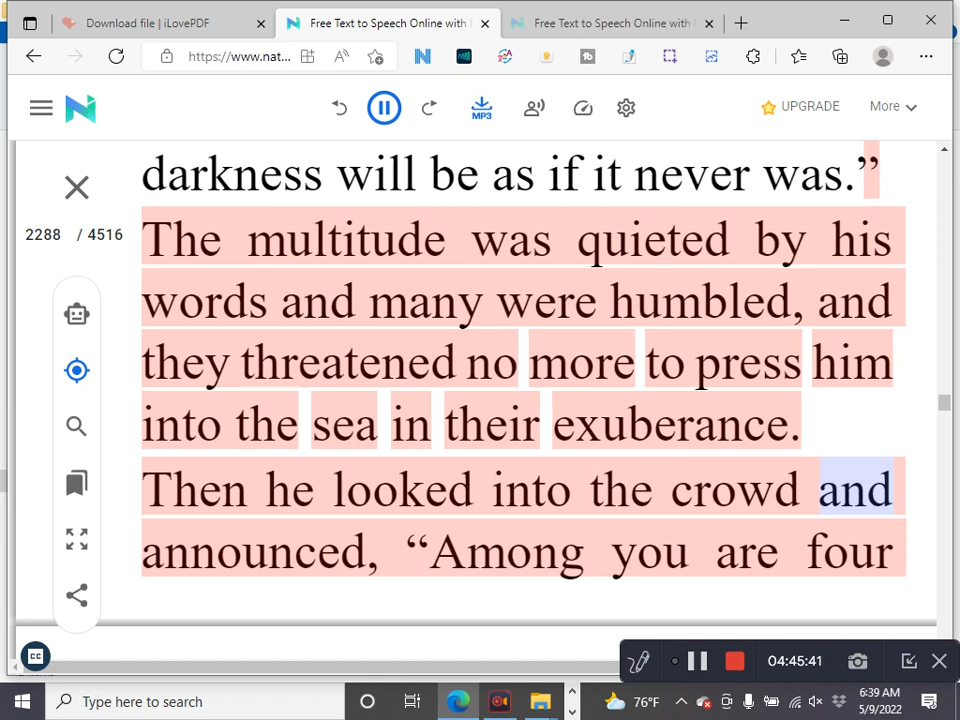 Download file | iLovePDF
Free Text to Speech Online with
Free Text to Speech Online with
https://www.nat...
UPGRADE
More
MP3
darkness will be as if it never was.”
2288 / 4516
The multitude was quieted by his
words and many were humbled, and
they threatened no more to press him
into the sea in their exuberance.
Then he looked into the crowd and
announced, “Among you are four
CC
04:45:41
Type here to search
76°F
6:39 AM
5/9/2022